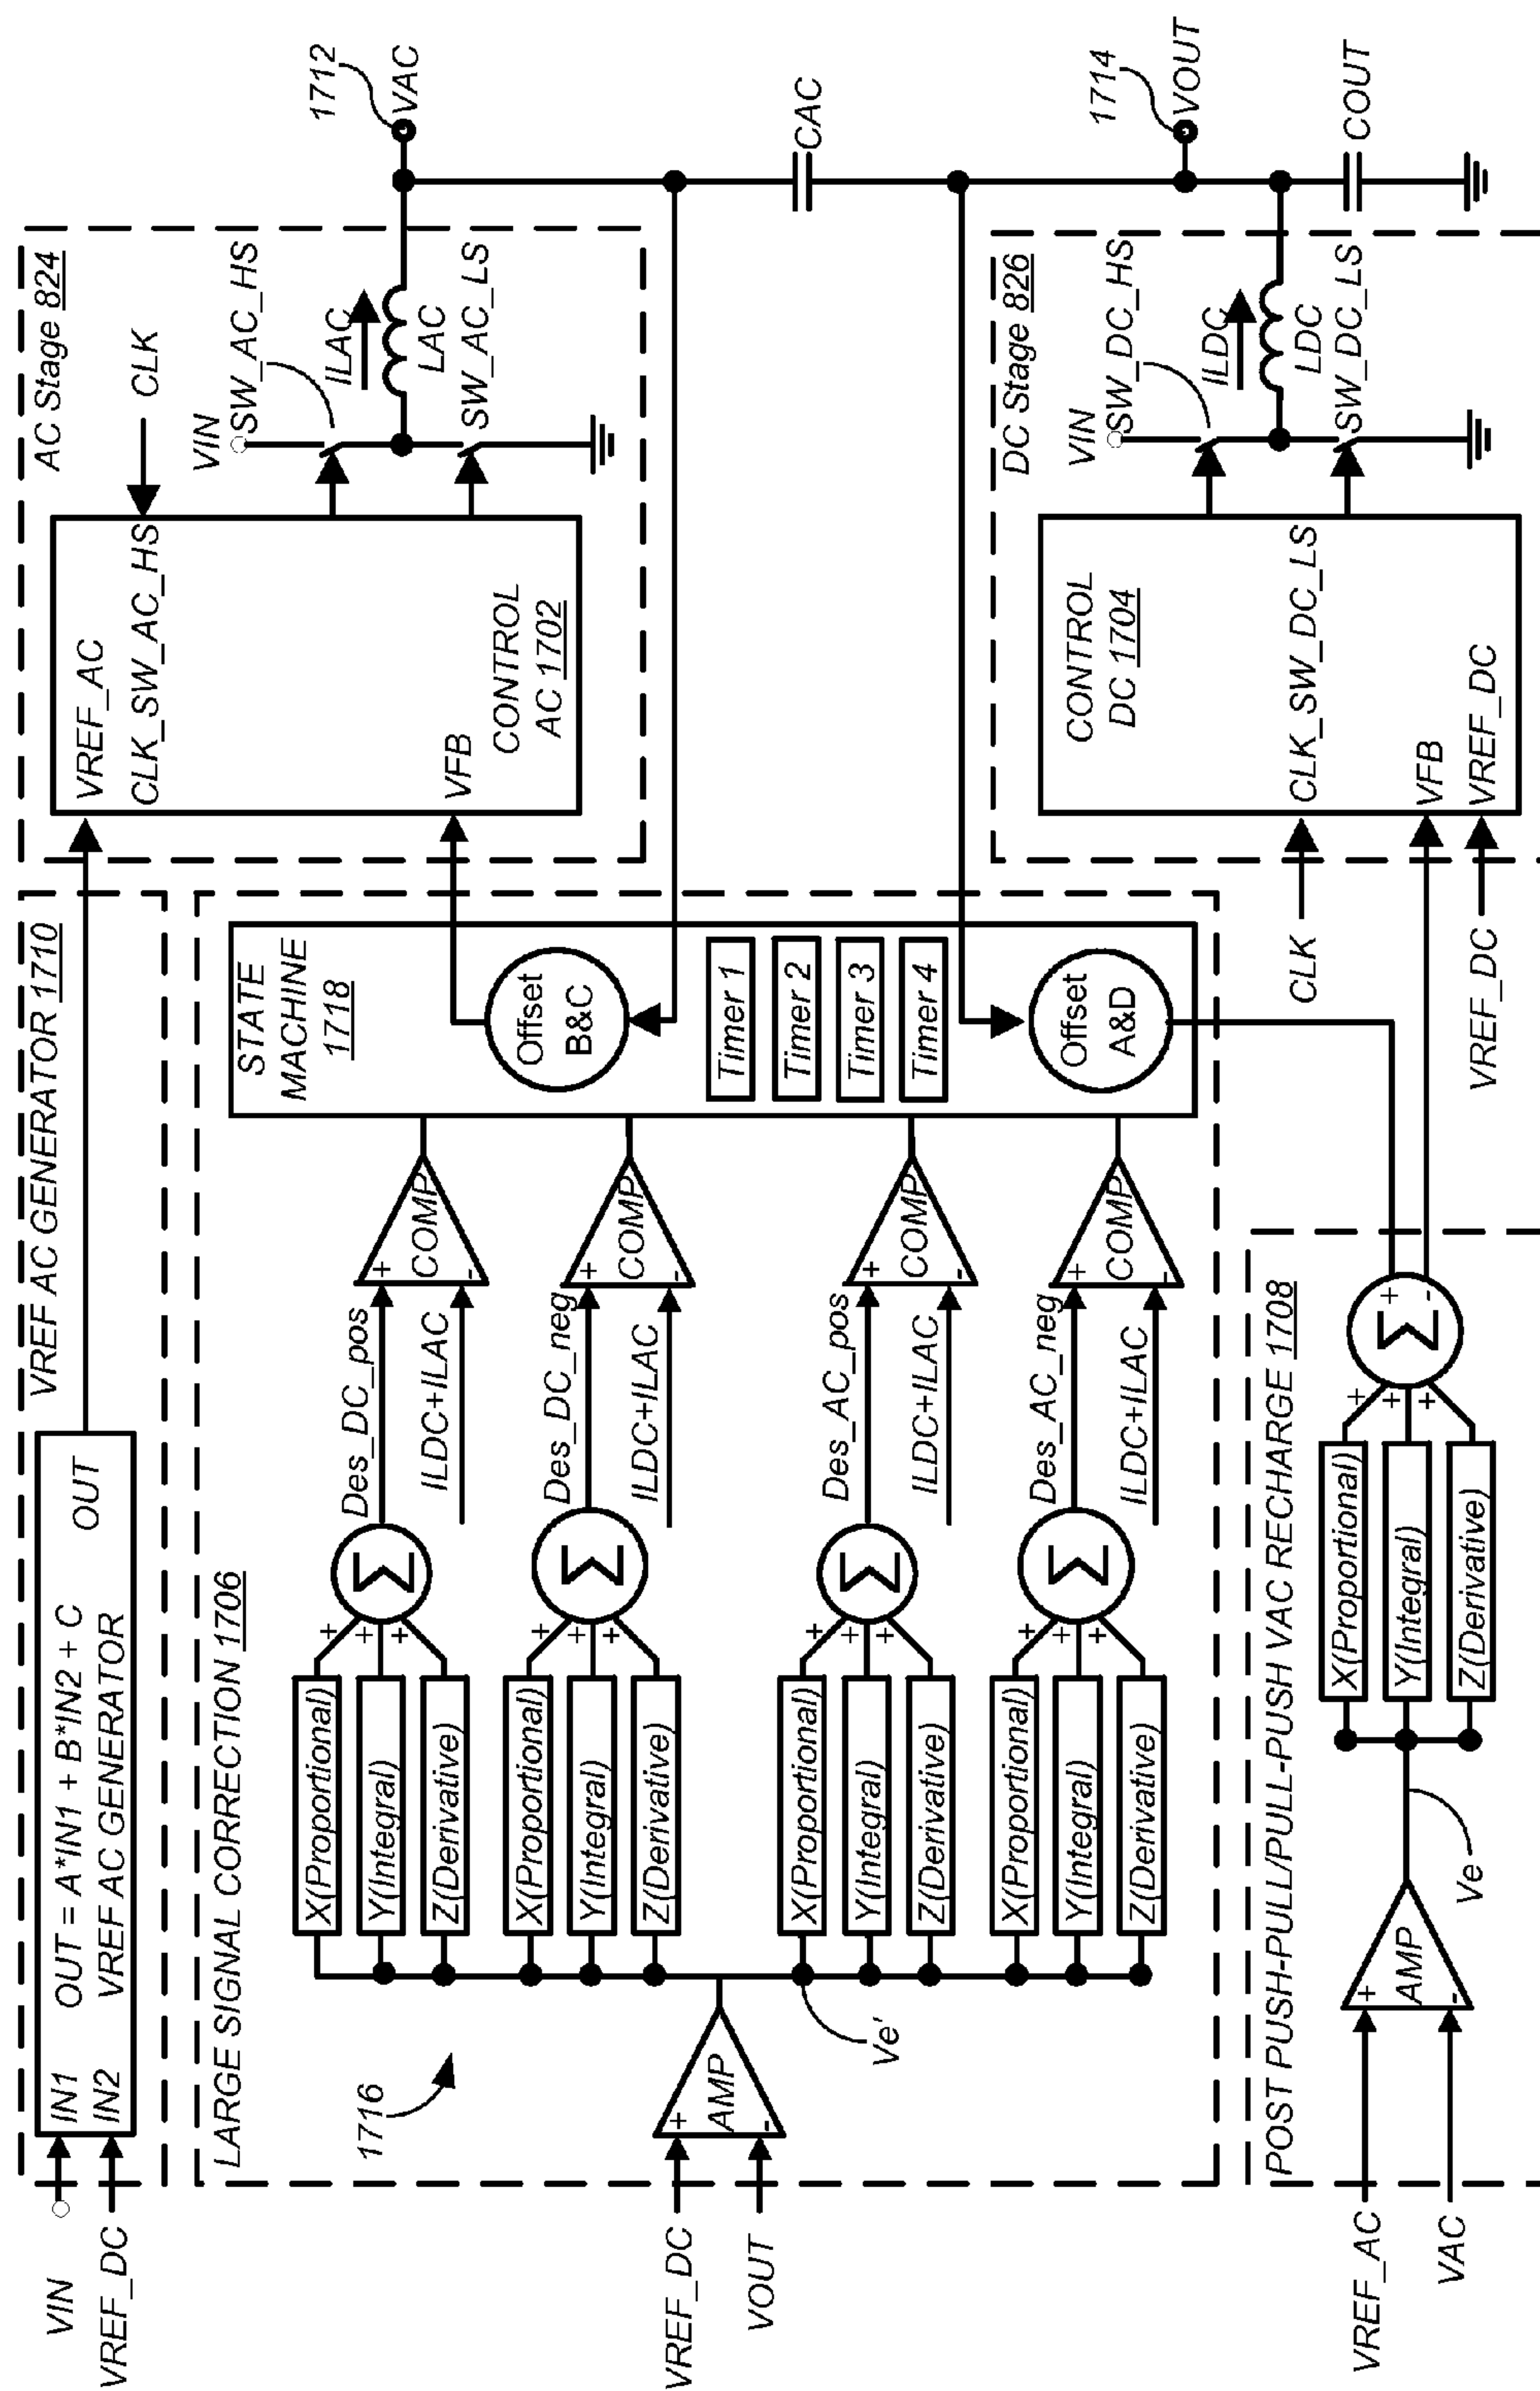 VREF AC GENERATOR 1710
VIN
VREF_DC
IN1
IN2
OUT = A*IN1 + B*IN2 + C
VREF AC GENERATOR
OUT
AC Stage 824
VREF_AC
CLK_SW_AC_HS
CLK
VFB
CONTROL
AC 1702
VIN
SW_AC_HS
ILAC
LAC
SW_AC_LS
1712
VAC
LARGE SIGNAL CORRECTION 1706
1716
VREF_DC
VOUT
AMP
+
-
Ve'
X(Proportional)
Y(Integral)
Z(Derivative)
+
+
+
Σ
Des_DC_pos
ILDC+ILAC
+
-
COMP
X(Proportional)
Y(Integral)
Z(Derivative)
+
+
+
Σ
Des_DC_neg
ILDC+ILAC
+
-
COMP
X(Proportional)
Y(Integral)
Z(Derivative)
+
+
+
Σ
Des_AC_pos
ILDC+ILAC
+
-
COMP
X(Proportional)
Y(Integral)
Z(Derivative)
+
+
+
Σ
Des_AC_neg
ILDC+ILAC
+
-
COMP
STATE
MACHINE
1718
Offset
B&C
Timer 1
Timer 2
Timer 3
Timer 4
Offset
A&D
CAC
DC Stage 826
CONTROL
DC 1704
CLK
CLK_SW_DC_LS
VFB
VREF_DC
VREF_DC
VIN
SW_DC_HS
ILDC
LDC
SW_DC_LS
1714
VOUT
COUT
POST PUSH-PULL/PULL-PUSH VAC RECHARGE 1708
VREF_AC
VAC
+
-
AMP
Ve
X(Proportional)
Y(Integral)
Z(Derivative)
+
+
+
Σ
+
-